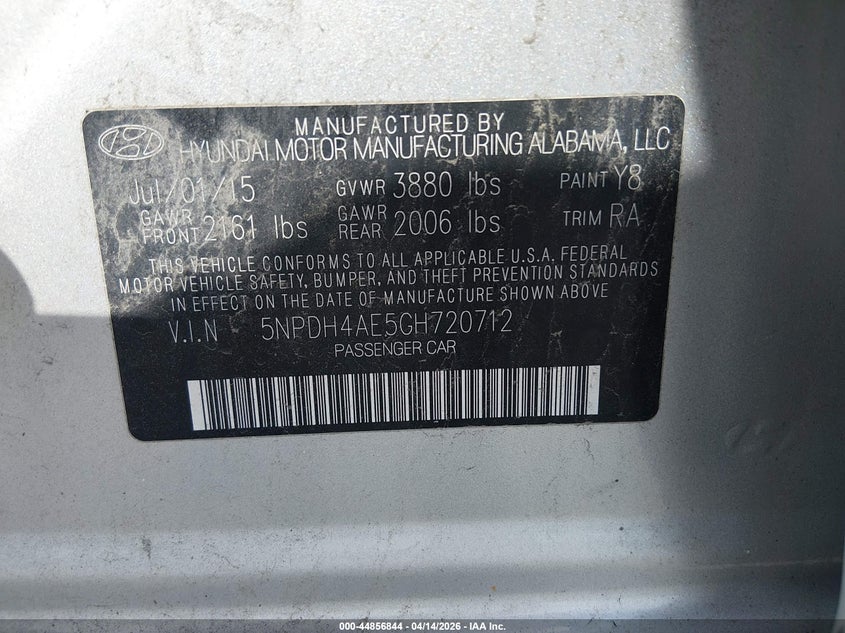 MANUFACTURED BY
HYUNDAI MOTOR MANUFACTURING ALABAMA, LLC
Jul/01/15 GVWR 3880 lbs PAINT Y8
GAWR FRONT 2161 lbs GAWR REAR 2006 lbs TRIM RA
THIS VEHICLE CONFORMS TO ALL APPLICABLE U.S.A. FEDERAL
MOTOR VEHICLE SAFETY, BUMPER, AND THEFT PREVENTION STANDARDS
IN EFFECT ON THE DATE OF MANUFACTURE SHOWN ABOVE
V.I.N 5NPDH4AE5GH720712
PASSENGER CAR
000-44856844 - 04/14/2026 - IAA Inc.